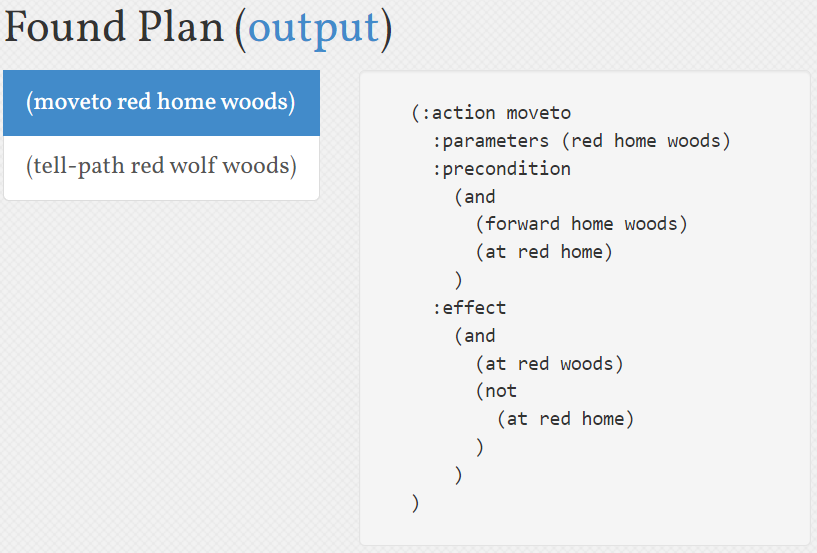 Found Plan (output)
(moveto red home woods)
(tell-path red wolf woods)
(:action moveto
:parameters (red home woods)
:precondition
(and
(forward home woods)
(at red home)
)
:effect
(and
(at red woods)
(not
(at red home)
)
)
)